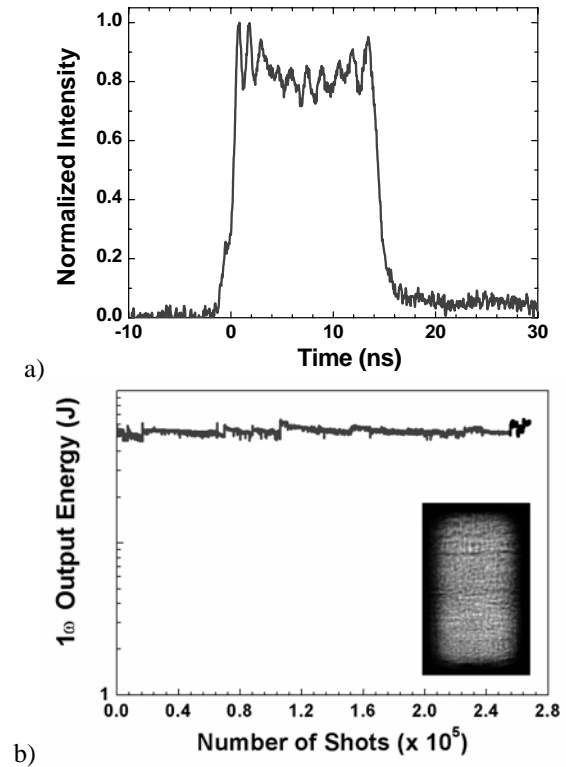 1.0
0.8
0.6
0.4
0.2
0.0
Normalized Intensity
-10 0 10 20 30
Time (ns)
a)
1ω Output Energy (J)
1
0.0 0.4 0.8 1.2 1.6 2.0 2.4 2.8
Number of Shots (x 10⁵)
b)